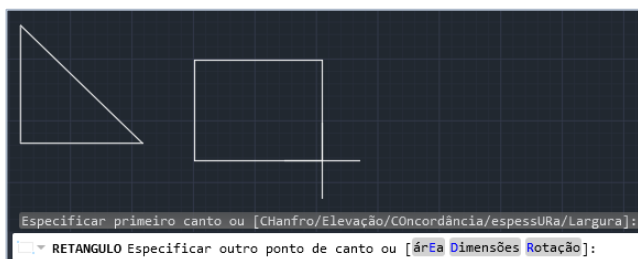 Especificar primeiro canto ou [CHanfro/Elevação/COncordância/espessURa/Largura]:
RETANGULO Especificar outro ponto de canto ou [árEa Dimensões Rotação]: